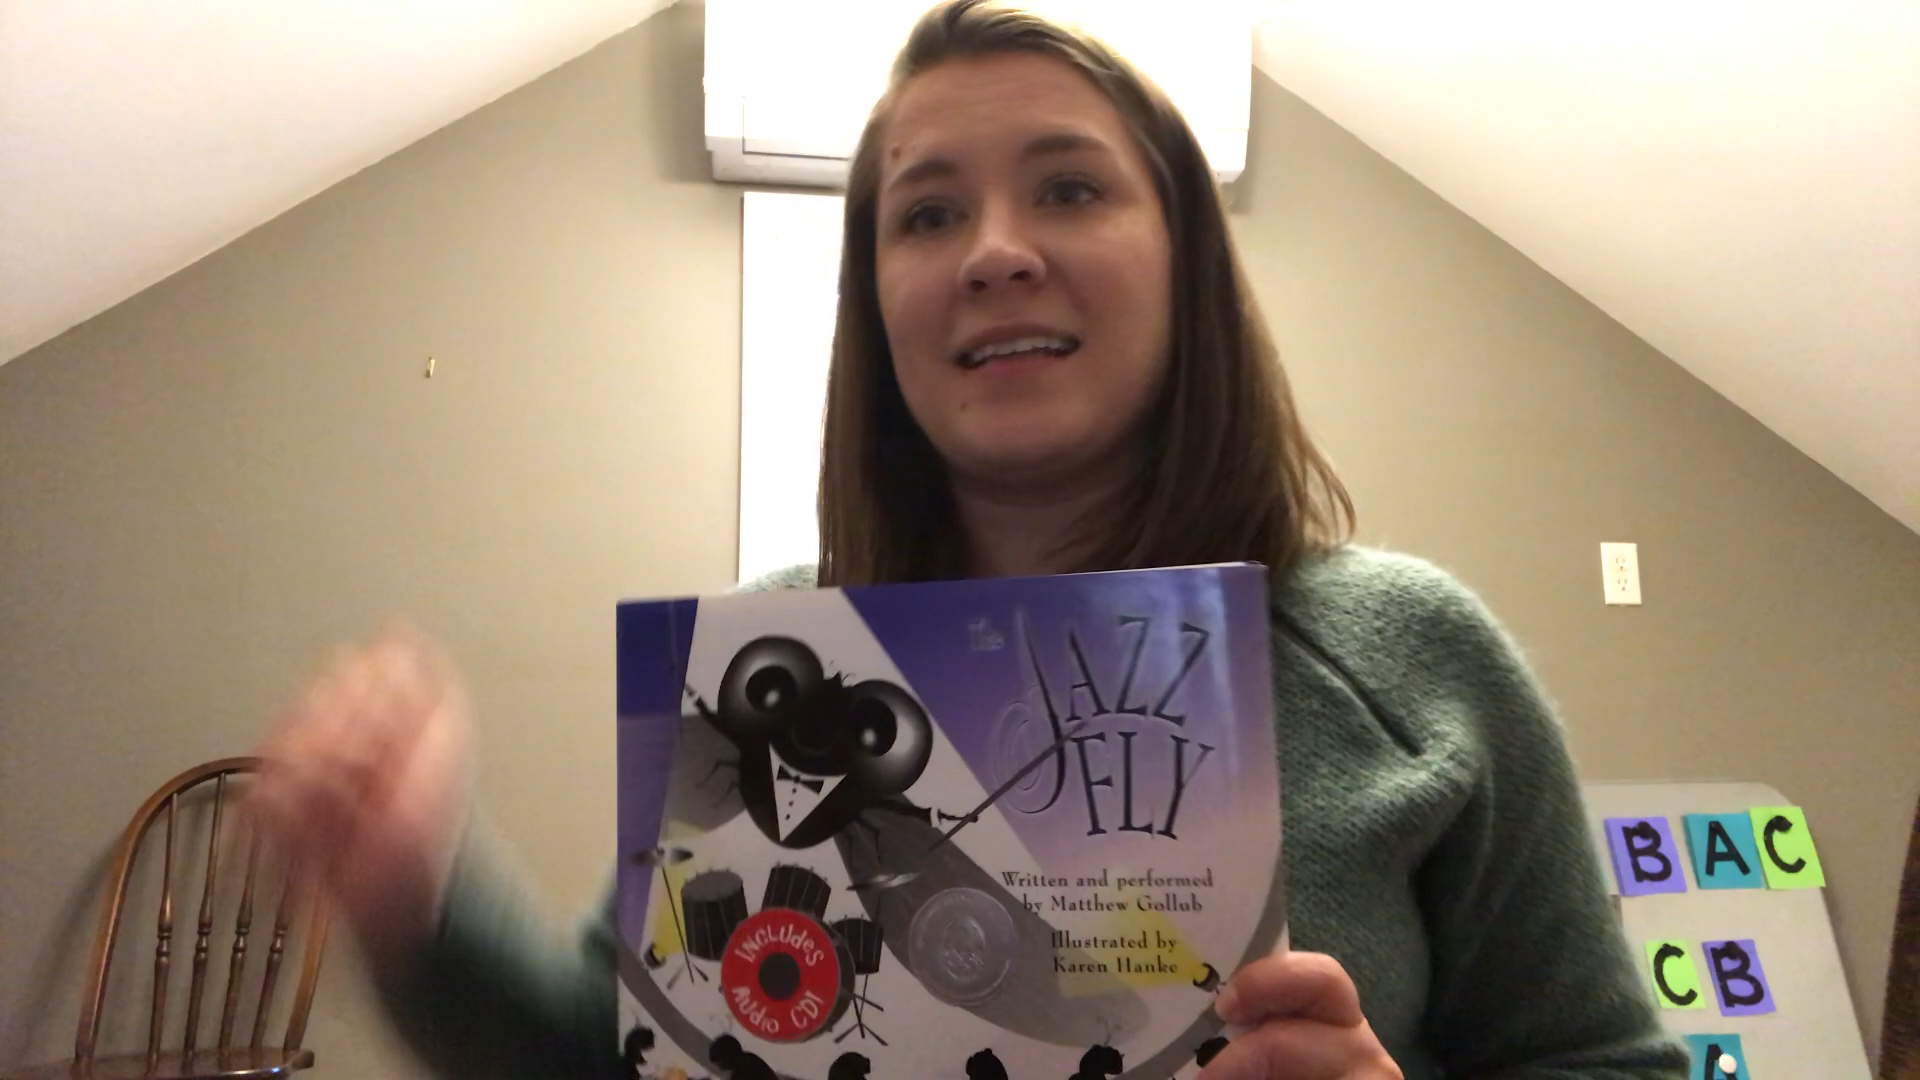 The
JAZZ
FLY
Written and performed
by Matthew Gollub
Illustrated by
Karen Hanke
INCLUdES
AUdio CD!
B A C
C B
A